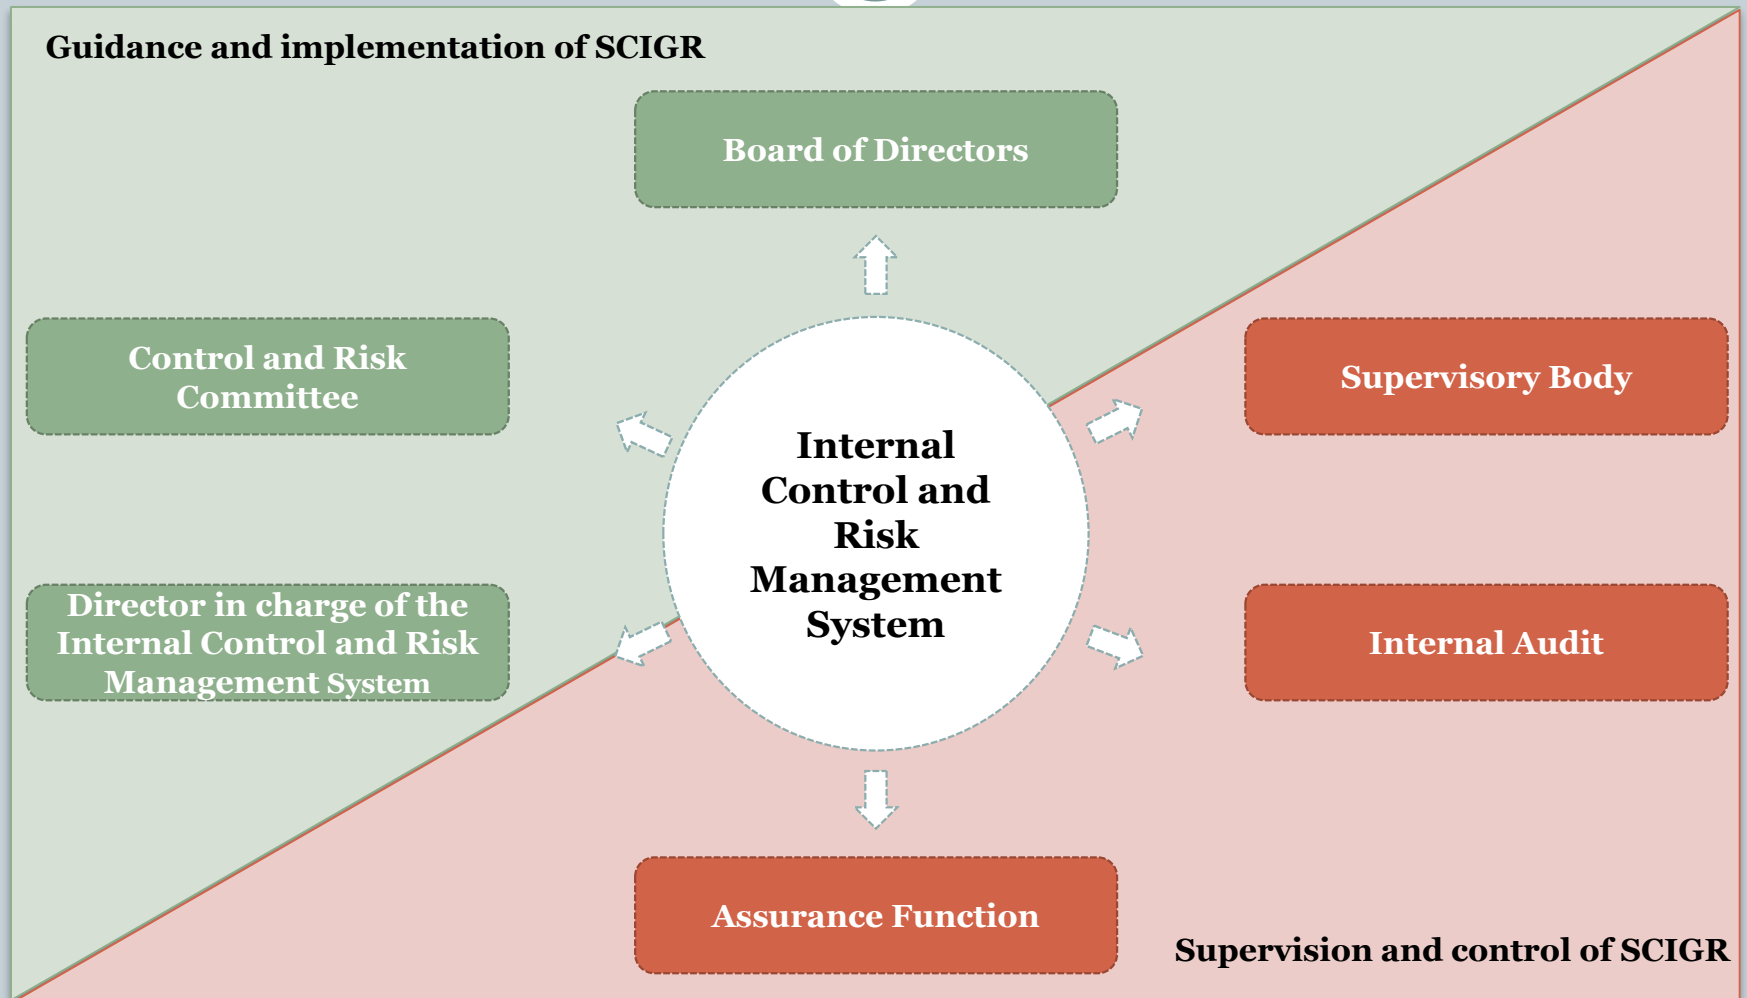 Guidance and implementation of SCIGR
Board of Directors
Control and Risk
Committee
Supervisory Body
Internal
Control and
Risk
Management
System
Director in charge of the
Internal Control and Risk
Management System
Internal Audit
Assurance Function
Supervision and control of SCIGR